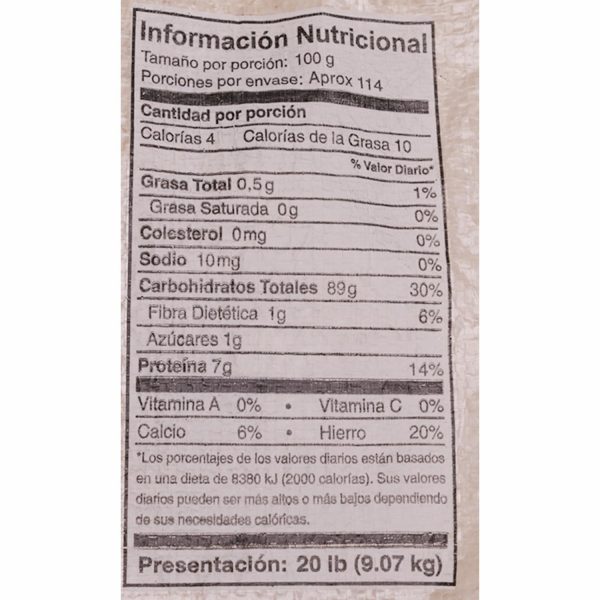 Información Nutricional
Tamaño por porción: 100 g
Porciones por envase: Aprox 114
Cantidad por porción
Calorías 4 Calorías de la Grasa 10
% Valor Diario*
Grasa Total 0,5g 1%
Grasa Saturada 0g 0%
Colesterol 0mg 0%
Sodio 10mg 0%
Carbohidratos Totales 89g 30%
Fibra Dietética 1g 6%
Azúcares 1g
Proteína 7g 14%
Vitamina A 0% • Vitamina C 0%
Calcio 6% • Hierro 20%
*Los porcentajes de los valores diarios están basados
en una dieta de 8380 kJ (2000 calorías). Sus valores
diarios pueden ser más altos o más bajos dependiendo
de sus necesidades calóricas.
Presentación: 20 lb (9.07 kg)